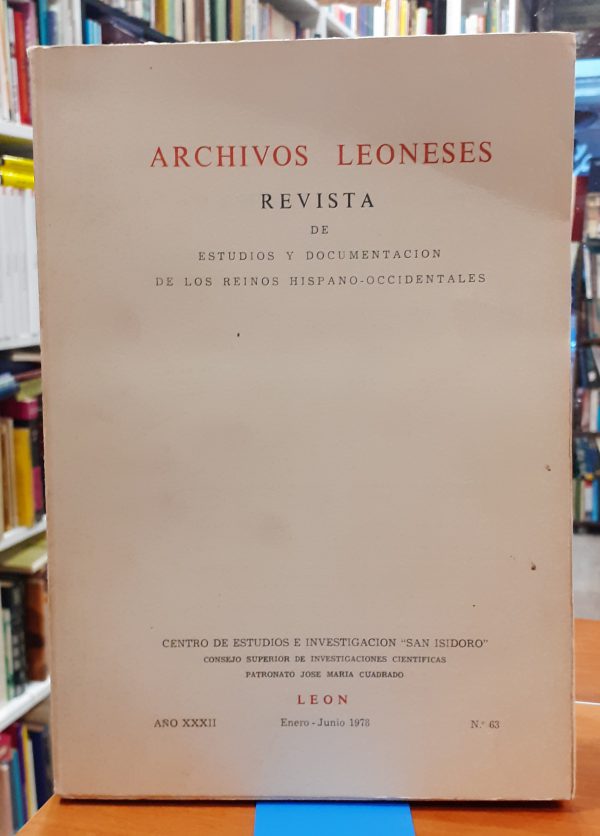 ARCHIVOS LEONESES
REVISTA
DE
ESTUDIOS Y DOCUMENTACION
DE LOS REINOS HISPANO-OCCIDENTALES
CENTRO DE ESTUDIOS E INVESTIGACION "SAN ISIDORO"
CONSEJO SUPERIOR DE INVESTIGACIONES CIENTIFICAS
PATRONATO JOSE MARIA CUADRADO
LEON
AÑO XXXII Enero - Junio 1978 N.º 63